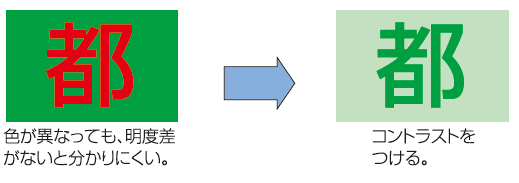 都
色が異なっても、明度差
がないと分かりにくい。
都
コントラストを
つける。